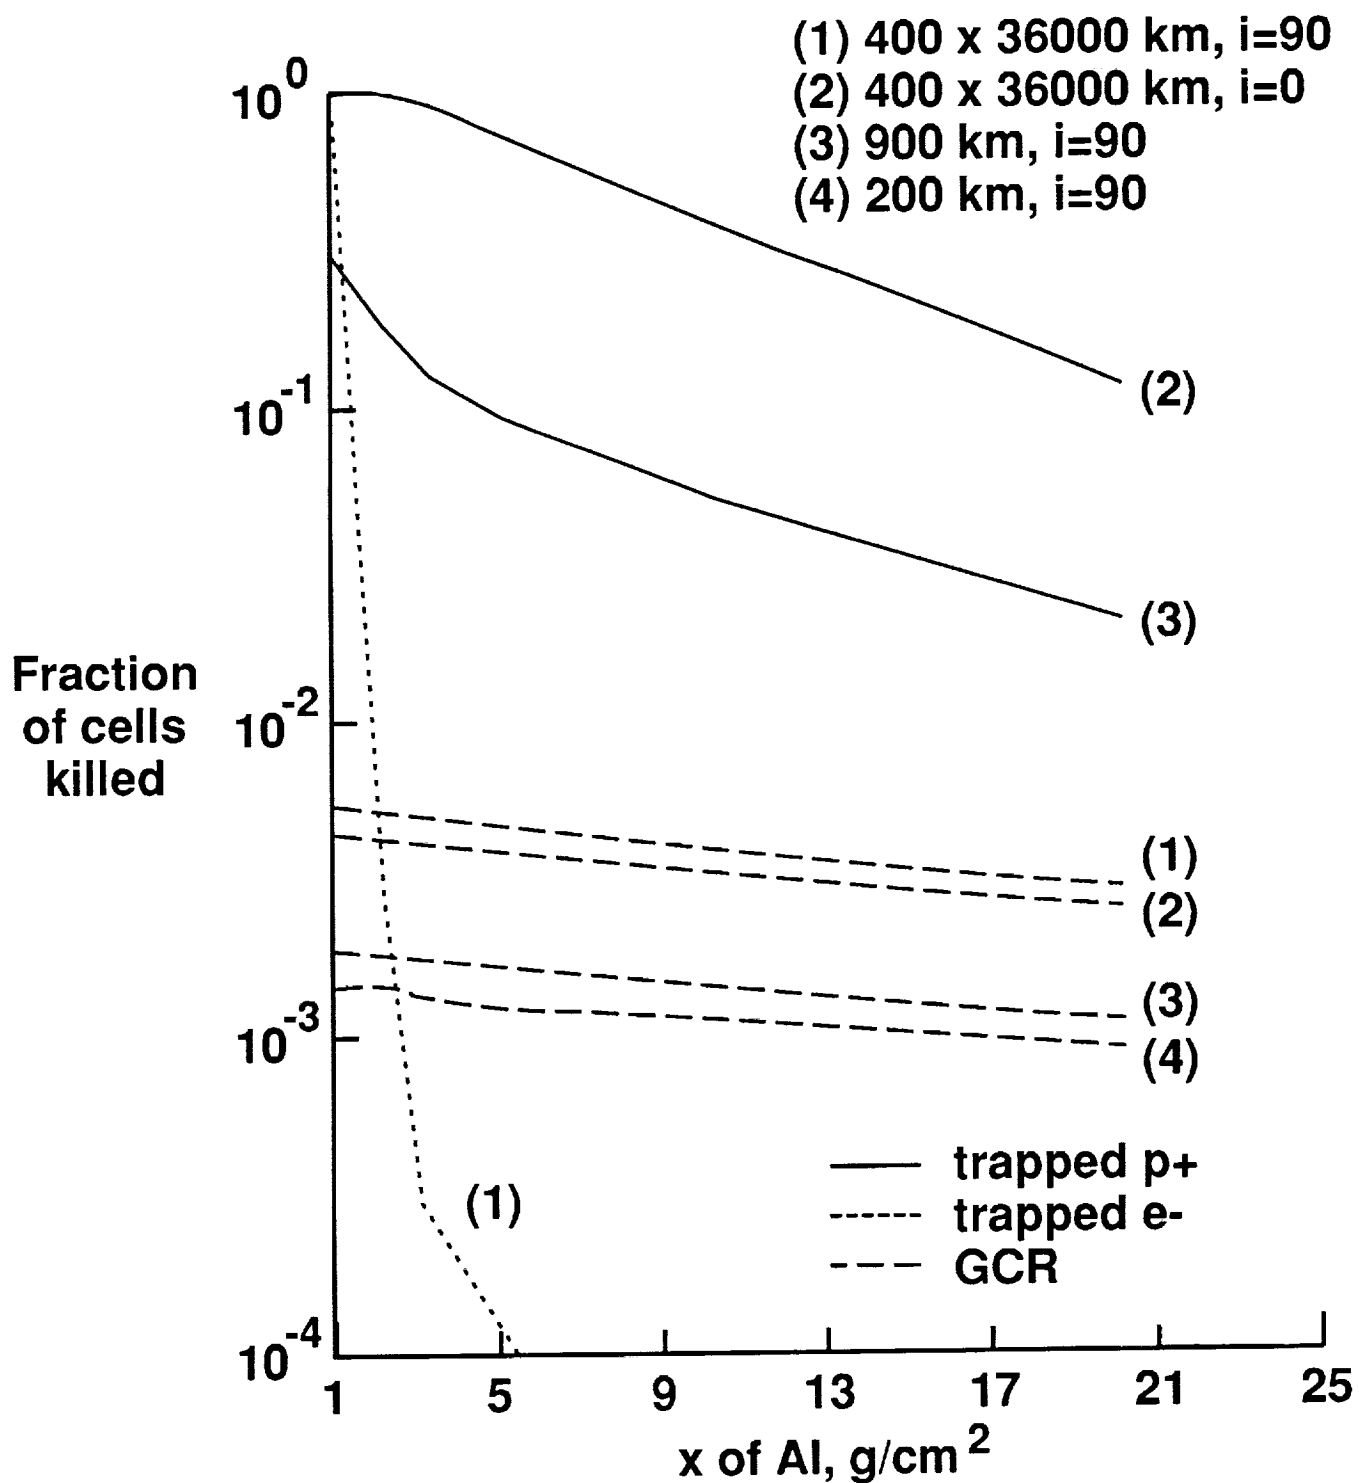 (1) 400 x 36000 km, i=90
(2) 400 x 36000 km, i=0
(3) 900 km, i=90
(4) 200 km, i=90
10^0
10^-1
10^-2
10^-3
10^-4
Fraction
of cells
killed
(2)
(3)
(1)
(2)
(3)
(4)
(1)
trapped p+
trapped e-
GCR
1 5 9 13 17 21 25
x of Al, g/cm^2